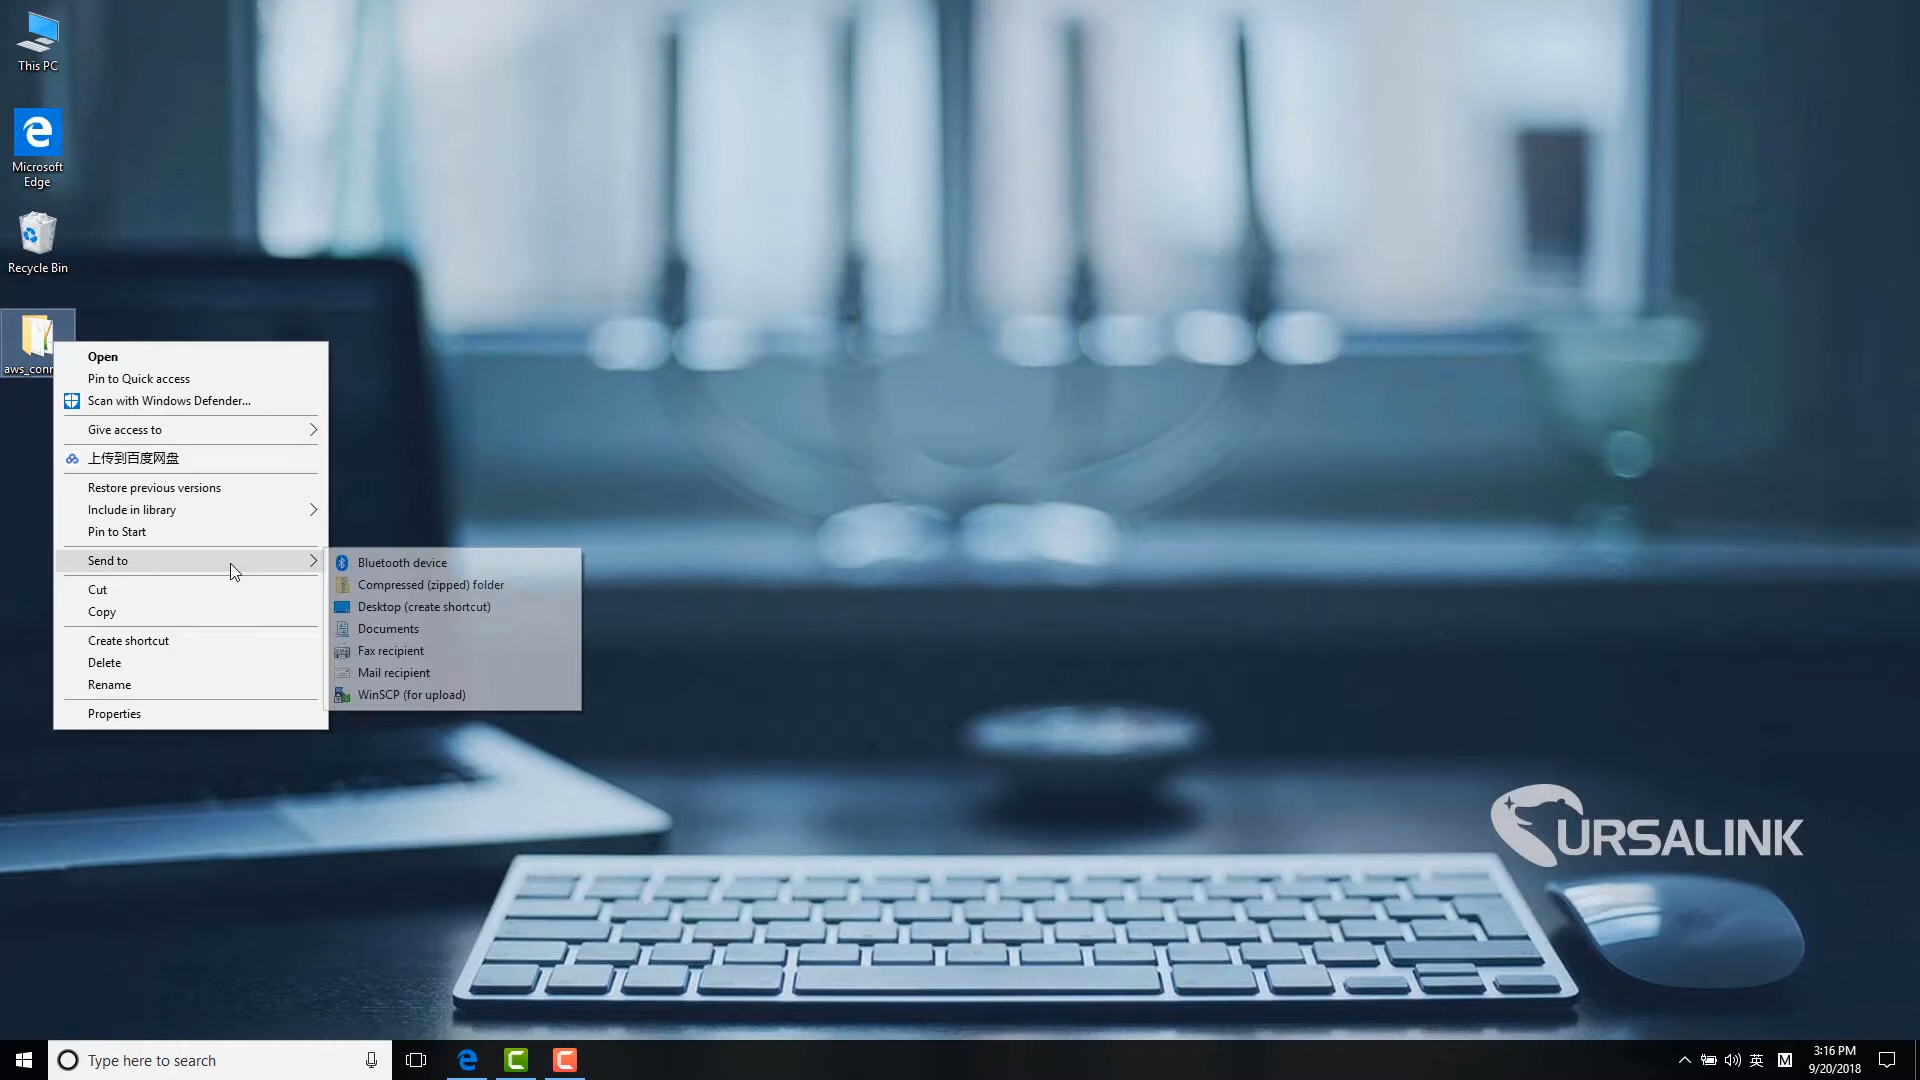 This PC
Microsoft
Edge
Recycle Bin
Open
Pin to Quick access
Scan with Windows Defender...
Give access to
上传到百度网盘
Restore previous versions
Include in library
Pin to Start
Send to
Cut
Copy
Create shortcut
Delete
Rename
Properties
Bluetooth device
Compressed (zipped) folder
Desktop (create shortcut)
Documents
Fax recipient
Mail recipient
WinSCP (for upload)
URSALINK
Type here to search
英
M
3:16 PM
9/20/2018